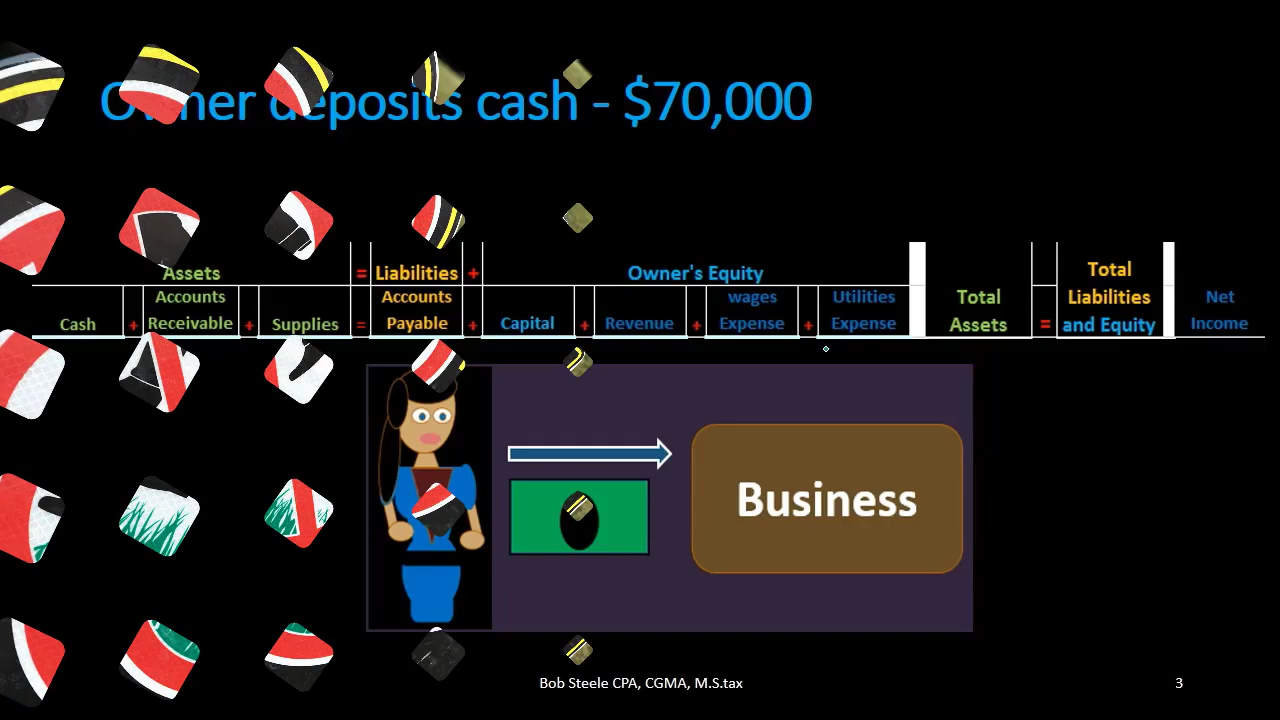 Owner deposits cash - $70,000
Assets = Liabilities + Owner's Equity
Cash + Accounts Receivable + Supplies = Accounts Payable + Capital + Revenue + wages Expense + Utilities Expense
Total Assets = Total Liabilities and Equity
Net Income
Business
Bob Steele CPA, CGMA, M.S.tax
3